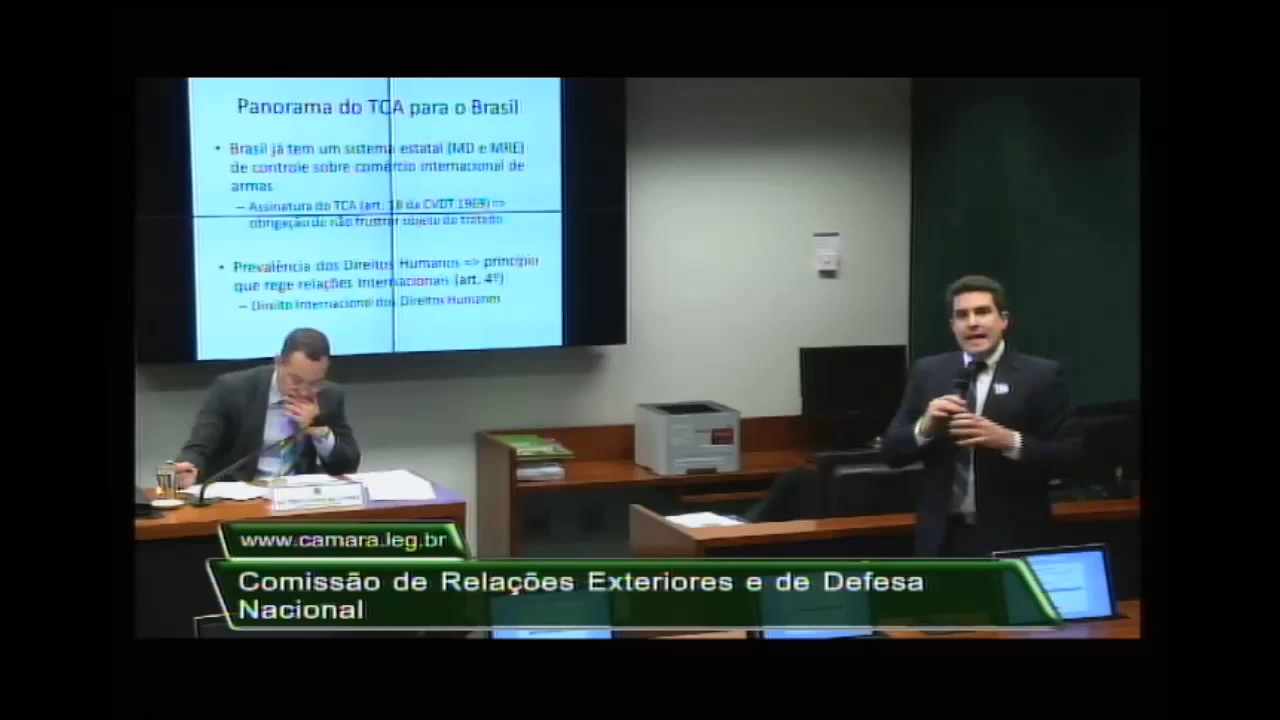 Panorama do TCA para o Brasil
• Brasil já tem um sistema estatal (MD e MRE)
de controle sobre comércio internacional de
armas
– Assinatura do TCA (art. 18 da CVDT 1969) =>
obrigação de não frustrar objeto do tratado
• Prevalência dos Direitos Humanos => princípio
que rege relações internacionais (art. 4º)
– Direito Internacional dos Direitos Humanos
www.camara.leg.br
Comissão de Relações Exteriores e de Defesa
Nacional